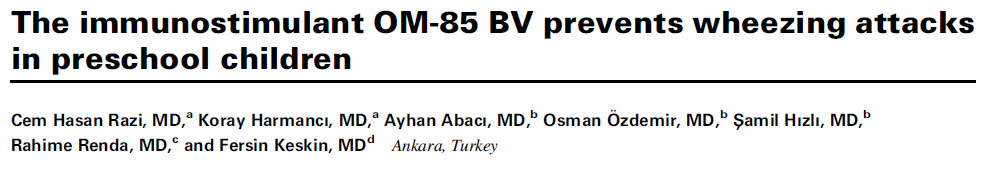 The immunostimulant OM-85 BV prevents wheezing attacks
in preschool children
Cem Hasan Razi, MD,a Koray Harmancı, MD,a Ayhan Abacı, MD,b Osman Özdemir, MD,b Şamil Hızlı, MD,b
Rahime Renda, MD,c and Fersin Keskin, MDd Ankara, Turkey